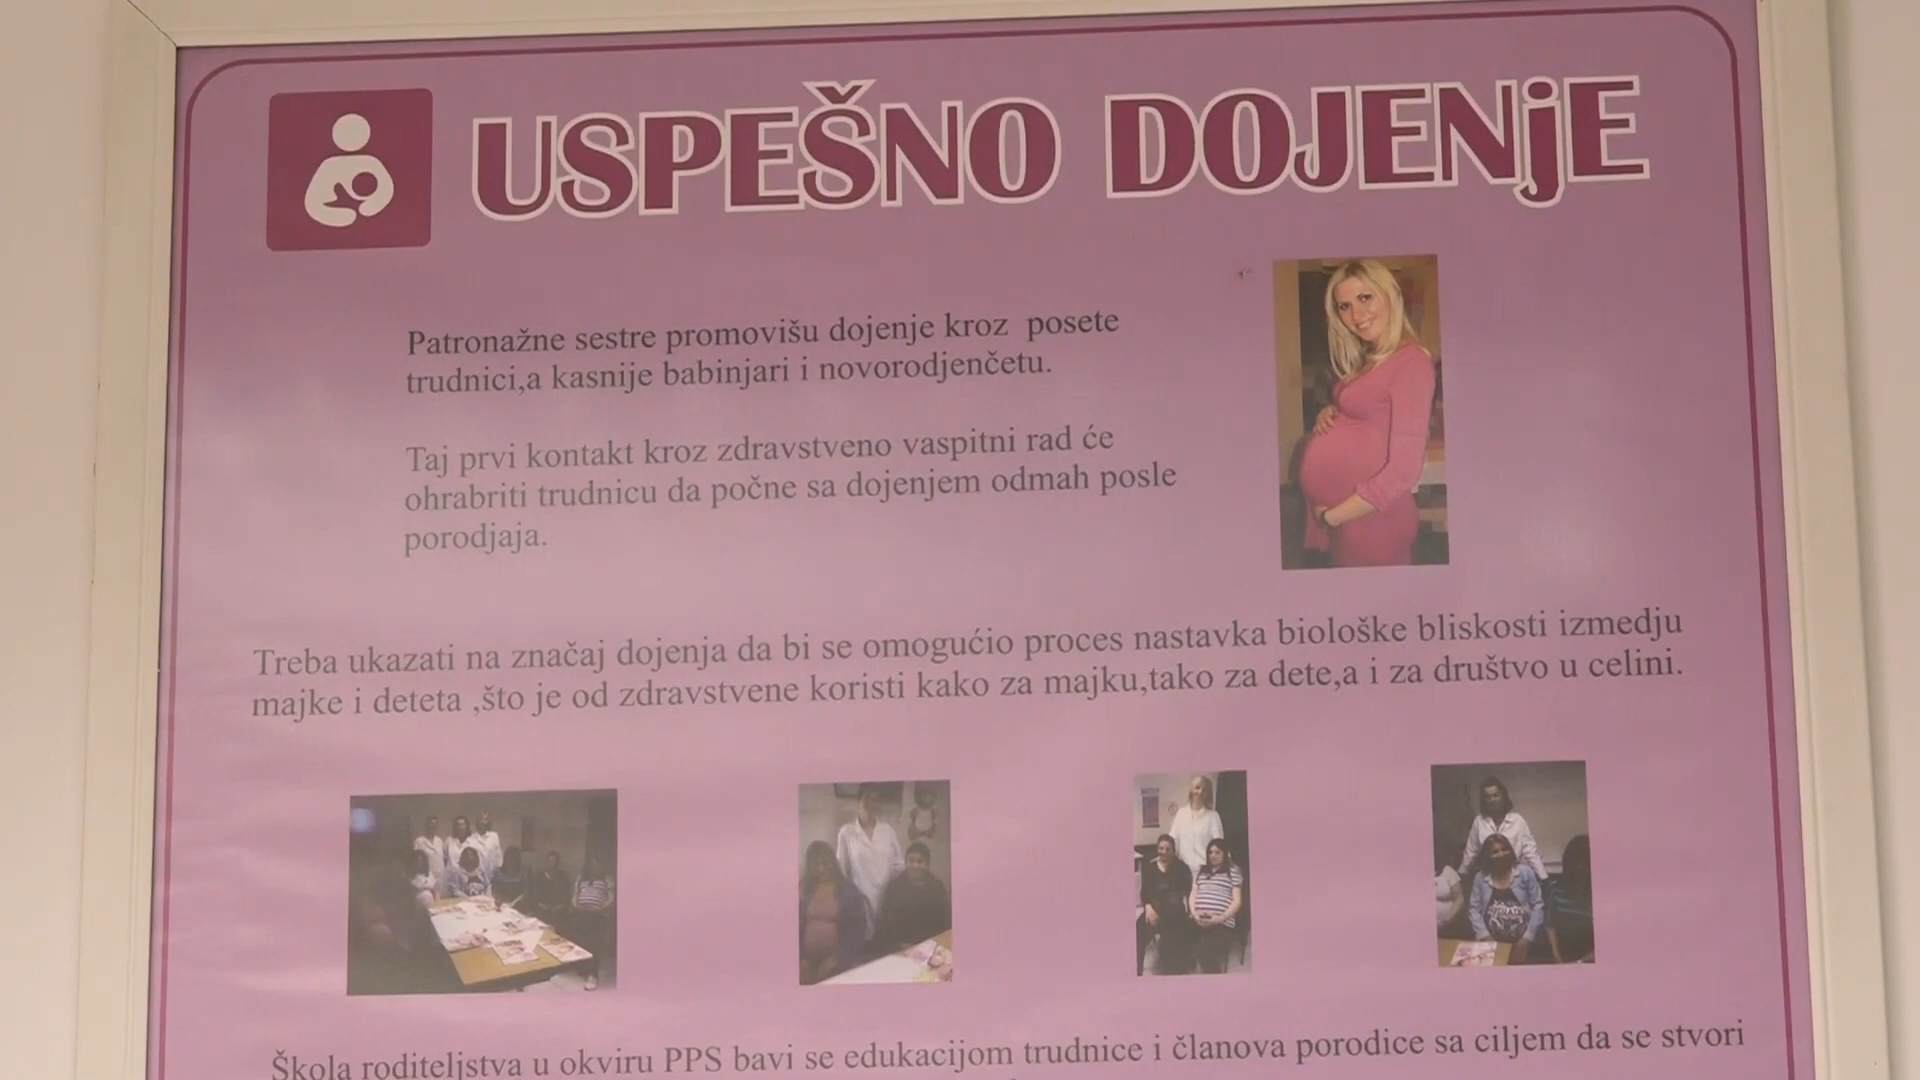 USPEŠNO DOJENjE
Patronažne sestre promovišu dojenje kroz posete
trudnici,a kasnije babinjari i novorodjenčetu.
Taj prvi kontakt kroz zdravstveno vaspitni rad će
ohrabriti trudnicu da počne sa dojenjem odmah posle
porodjaja.
Treba ukazati na značaj dojenja da bi se omogućio proces nastavka biološke bliskosti izmedju
majke i deteta ,što je od zdravstvene koristi kako za majku,tako za dete,a i za društvo u celini.
Škola roditeljstva u okviru PPS bavi se edukacijom trudnice i članova porodice sa ciljem da se stvori